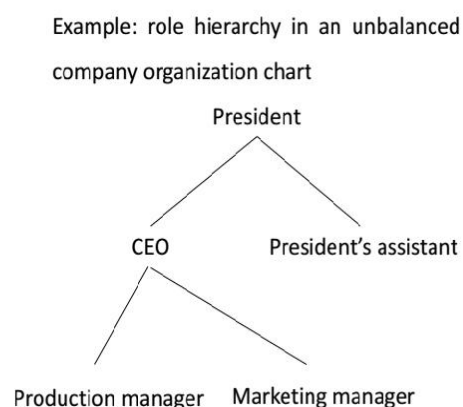 Example: role hierarchy in an unbalanced
company organization chart
President
CEO President's assistant
Production manager Marketing manager